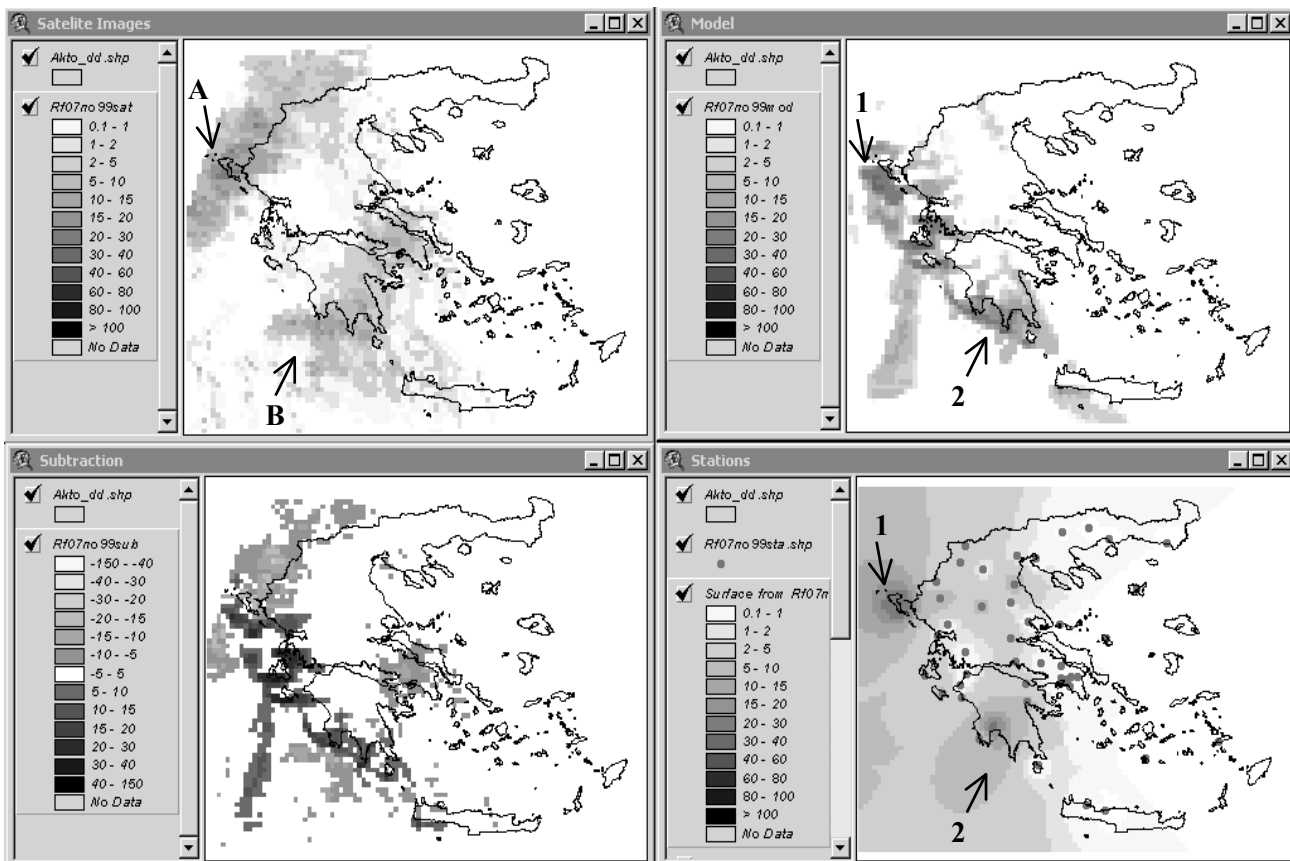 Satelite Images
Akto_dd.shp
Rf07no99sat
0.1 - 1
1 - 2
2 - 5
5 - 10
10 - 15
15 - 20
20 - 30
30 - 40
40 - 60
60 - 80
80 - 100
> 100
No Data
A
B
Model
Akto_dd.shp
Rf07no99mod
0.1 - 1
1 - 2
2 - 5
5 - 10
10 - 15
15 - 20
20 - 30
30 - 40
40 - 60
60 - 80
80 - 100
> 100
No Data
1
2
Subtraction
Akto_dd.shp
Rf07no99sub
-150 - -40
-40 - -30
-30 - -20
-20 - -15
-15 - -10
-10 - -5
-5 - 5
5 - 10
10 - 15
15 - 20
20 - 30
30 - 40
40 - 150
No Data
Stations
Akto_dd.shp
Rf07no99sta.shp
Surface from Rf07n
0.1 - 1
1 - 2
2 - 5
5 - 10
10 - 15
15 - 20
20 - 30
30 - 40
40 - 60
60 - 80
80 - 100
> 100
No Data
1
2